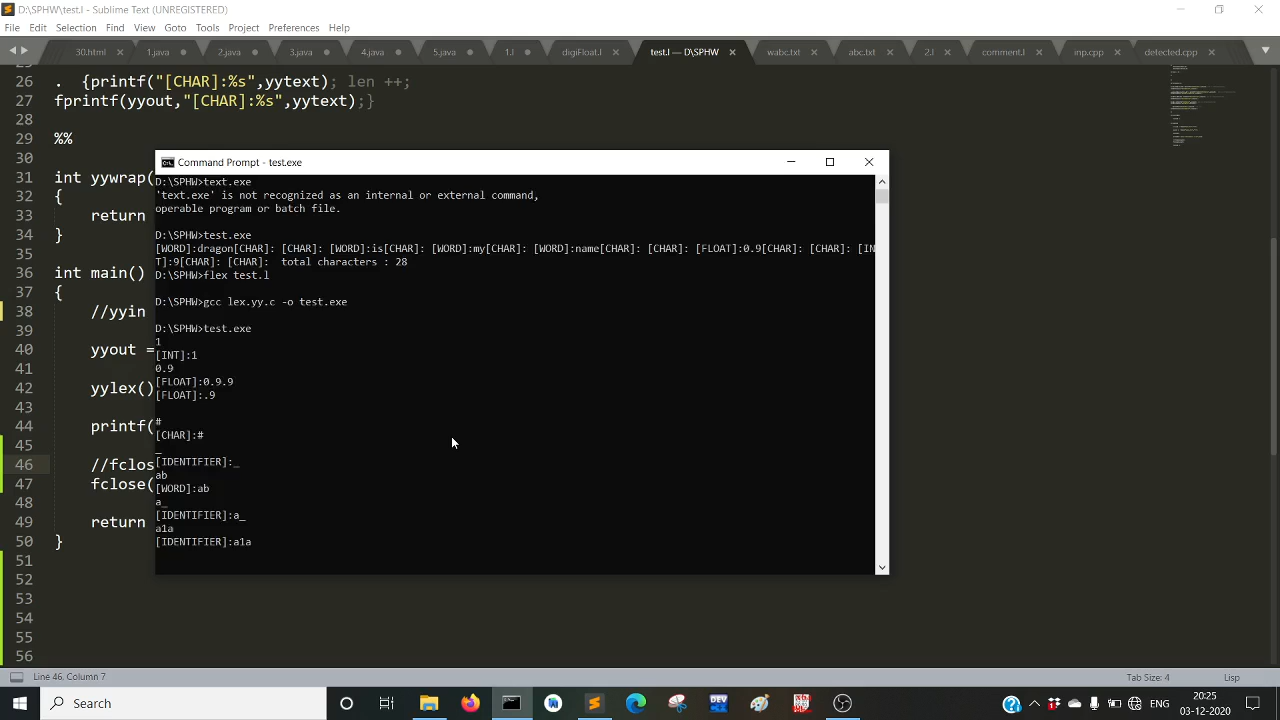 D:\SPHW\test.l - Sublime Text (UNREGISTERED)
File Edit Selection Find View Goto Tools Project Preferences Help
30.html 1.java 2.java 3.java 4.java 5.java 1.l digiFloat.l test.l — D\SPHW wabc.txt abc.txt 2.l comment.l inp.cpp detected.cpp
26 . {printf("[CHAR]:%s",yytext); len ++;
27 fprintf(yyout,"[CHAR]:%s",yytext);}
28
29 %%
30
31 int yywrap(
32 {
33 return
34 }
35
36 int main()
37 {
38 //yyin
39
40 yyout =
41
42 yylex()
43
44 printf(
45
46 //fclos
47 fclose(
48
49 return
50 }
51
52
53
54
55
56
Command Prompt - test.exe
D:\SPHW>text.exe
'text.exe' is not recognized as an internal or external command,
operable program or batch file.
D:\SPHW>test.exe
[WORD]:dragon[CHAR]: [CHAR]: [WORD]:is[CHAR]: [WORD]:my[CHAR]: [WORD]:name[CHAR]: [CHAR]: [FLOAT]:0.9[CHAR]: [CHAR]: [IN
T]:9[CHAR]: [CHAR]:  total characters : 28
D:\SPHW>flex test.l
D:\SPHW>gcc lex.yy.c -o test.exe
D:\SPHW>test.exe
1
[INT]:1
0.9
[FLOAT]:0.9.9
[FLOAT]:.9
#
[CHAR]:#
_
[IDENTIFIER]:_
ab
[WORD]:ab
a_
[IDENTIFIER]:a_
a1a
[IDENTIFIER]:a1a
Line 46, Column 7 Tab Size: 4 Lisp
Search
ENG
20:25
03-12-2020